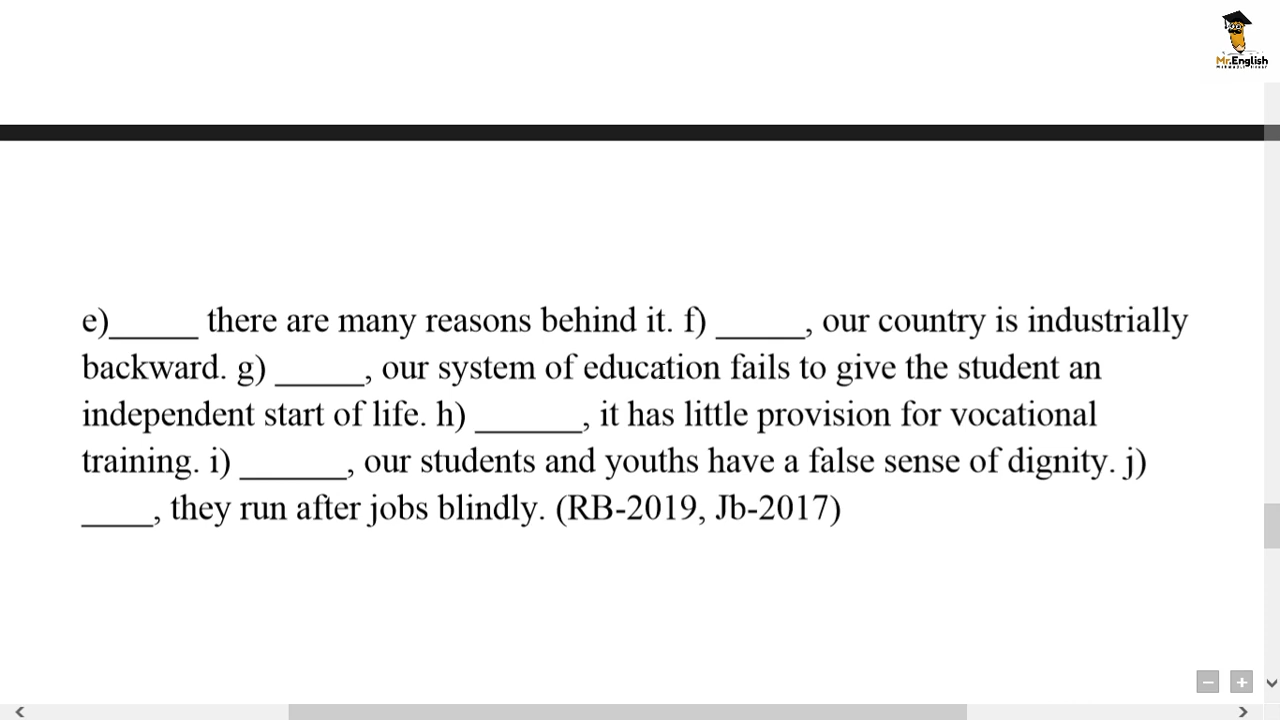 Mr.English
e)_____ there are many reasons behind it. f) _____, our country is industrially
backward. g) _____, our system of education fails to give the student an
independent start of life. h) ______, it has little provision for vocational
training. i) ______, our students and youths have a false sense of dignity. j)
____, they run after jobs blindly. (RB-2019, Jb-2017)